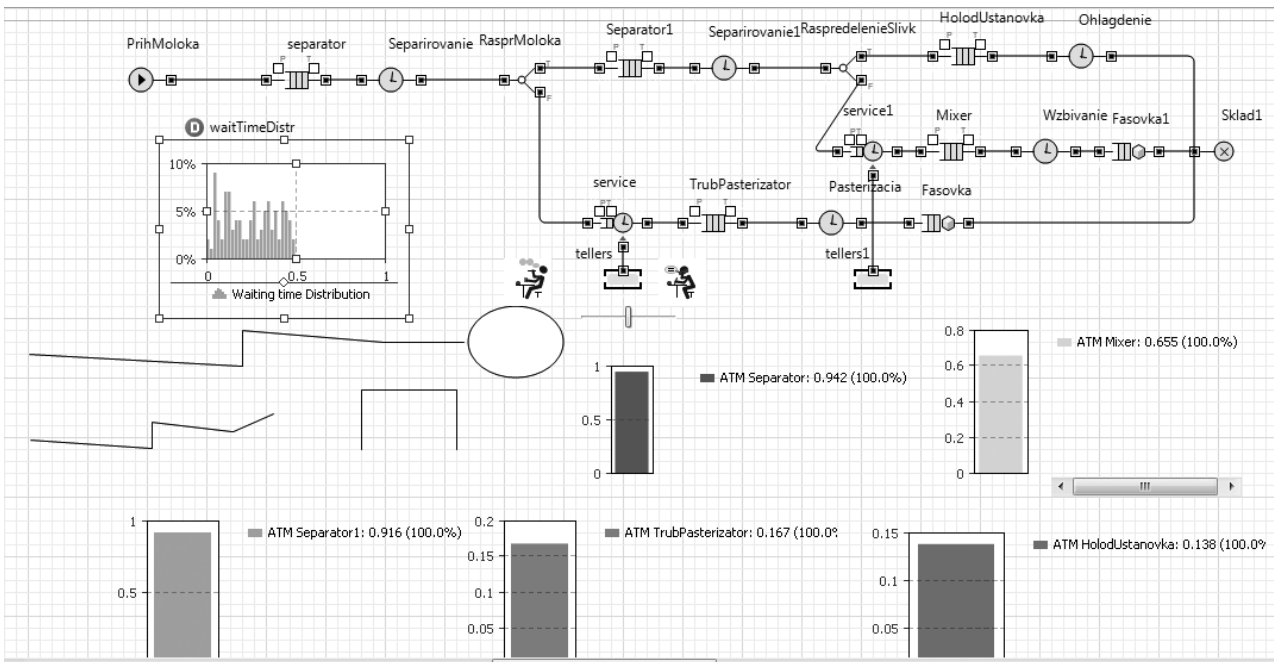 HolodUstanovka Ohlagdenie
PrihMoloka separator Separirovanie RasprMoloka Separator1 Separirovanie1 RaspredelenieSlivk
P T P T P T
T T
F F
service1 Mixer Wzbivanie Fasovka1 Sklad1
PT P T
D waitTimeDistr
10%
5%
0%
0 0.5 1
Waiting time Distribution
service TrubPasterizator Pasterizacia Fasovka
PT P T
tellers tellers1
1
0.5
0
ATM Separator: 0.942 (100.0%)
0.8
0.6
0.4
0.2
0
ATM Mixer: 0.655 (100.0%)
1
0.5
ATM Separator1: 0.916 (100.0%)
0.2
0.15
0.1
0.05
ATM TrubPasterizator: 0.167 (100.0%
0.15
0.1
0.05
ATM HolodUstanovka: 0.138 (100.0%